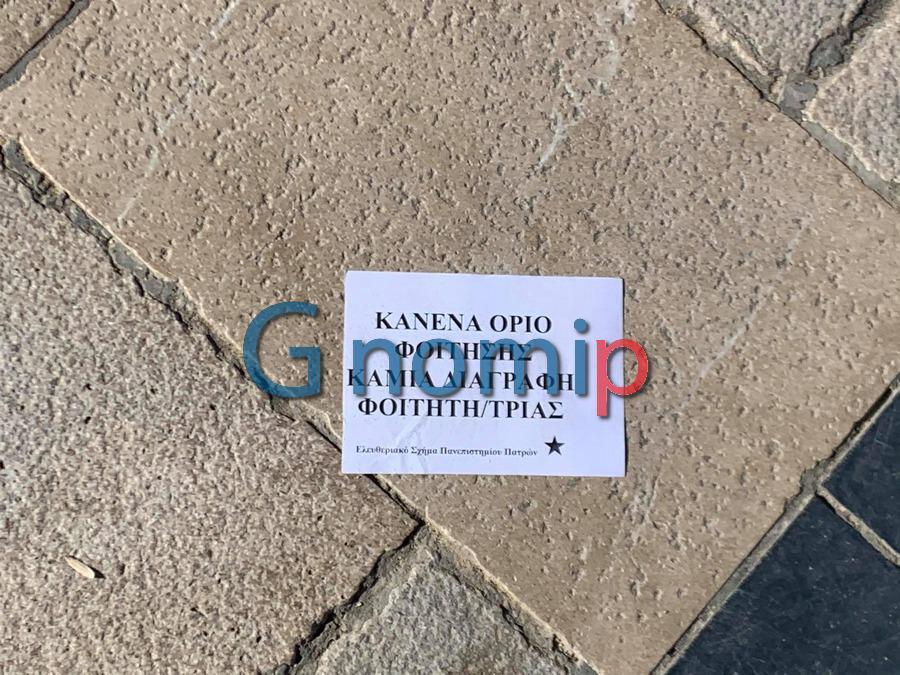 ΚΑΝΕΝΑ ΟΡΙΟ
ΦΟΙΤΗΣΗΣ
ΚΑΜΙΑ ΔΙΑΓΡΑΦΗ
ΦΟΙΤΗΤΗ/ΤΡΙΑΣ
Ελευθεριακό Σχήμα Πανεπιστημίου Πατρών
Gnomip